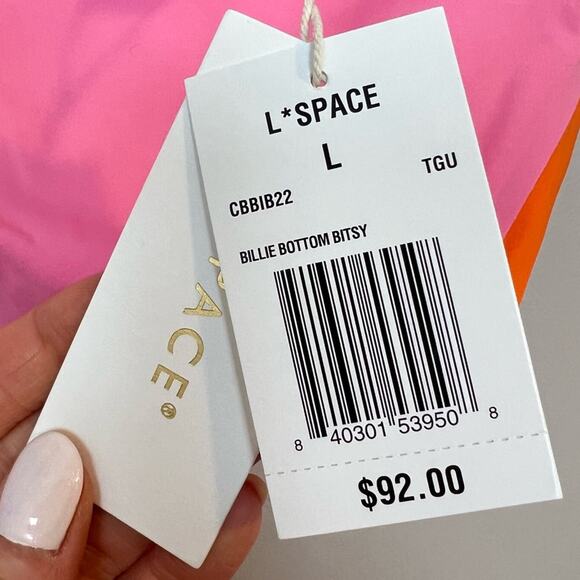 L*SPACE
L
CBBIB22 TGU
BILLIE BOTTOM BITSY
8 40301 53950 8
$92.00
ACE®